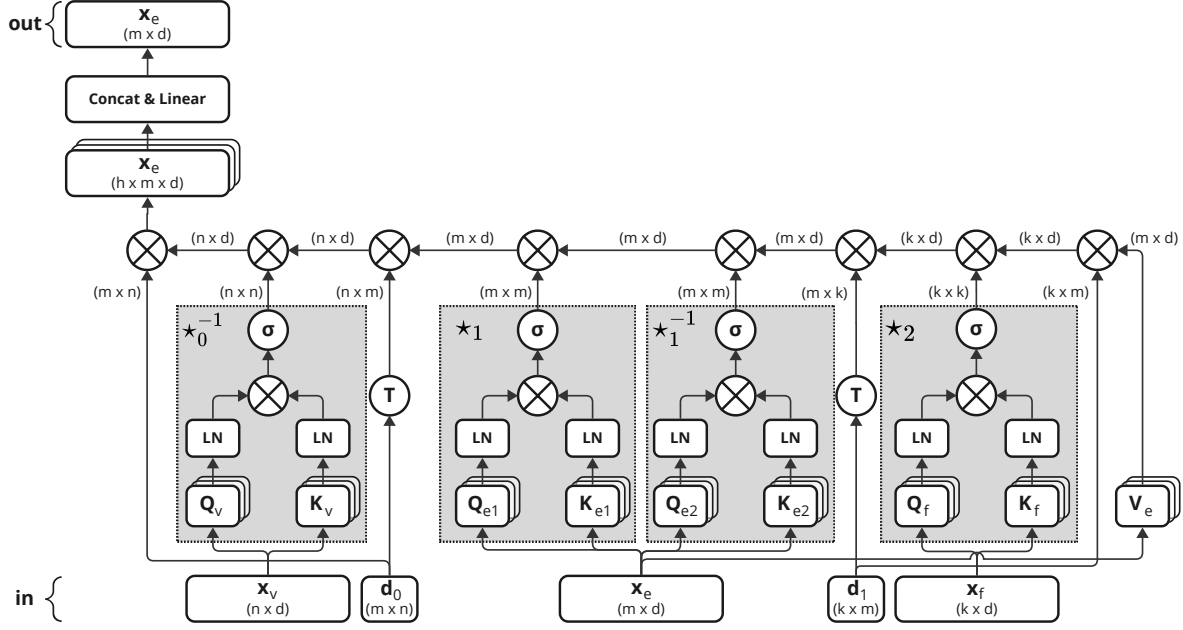 out
x_e
(m x d)
Concat & Linear
x_e
(h x m x d)
(n x d) (n x d) (m x d) (m x d) (m x d) (k x d) (k x d) (m x d)
(m x n) (n x n) (n x m) (m x m) (m x m) (m x k) (k x k) (k x m)
⋆_0^{-1} σ ⋆_1 σ ⋆_1^{-1} σ ⋆_2 σ
T T
LN LN LN LN LN LN LN LN
Q_v K_v Q_e1 K_e1 Q_e2 K_e2 Q_f K_f V_e
in
x_v d_0 x_e d_1 x_f
(n x d) (m x n) (m x d) (k x m) (k x d)